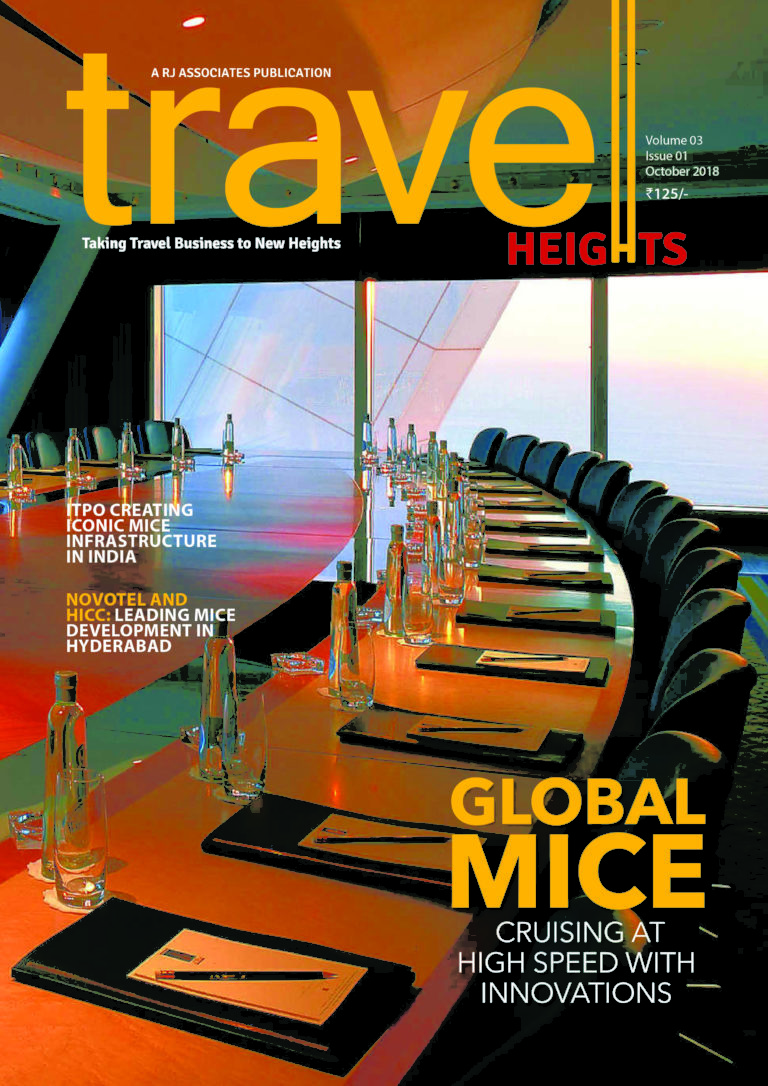 A RJ ASSOCIATES PUBLICATION
travel
Volume 03
Issue 01
October 2018
₹125/-
Taking Travel Business to New Heights
HEIGHTS
ITPO CREATING
ICONIC MICE
INFRASTRUCTURE
IN INDIA
NOVOTEL AND
HICC: LEADING MICE
DEVELOPMENT IN
HYDERABAD
GLOBAL
MICE
CRUISING AT
HIGH SPEED WITH
INNOVATIONS